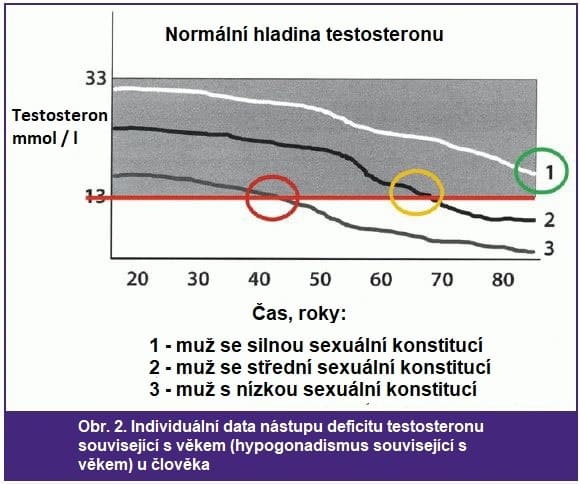 Normální hladina testosteronu
33
Testosteron
mmol / l
13
1
2
3
20 30 40 50 60 70 80
Čas, roky:
1 - muž se silnou sexuální konstitucí
2 - muž se střední sexuální konstitucí
3 - muž s nízkou sexuální konstitucí
Obr. 2. Individuální data nástupu deficitu testosteronu
související s věkem (hypogonadismus související s
věkem) u člověka